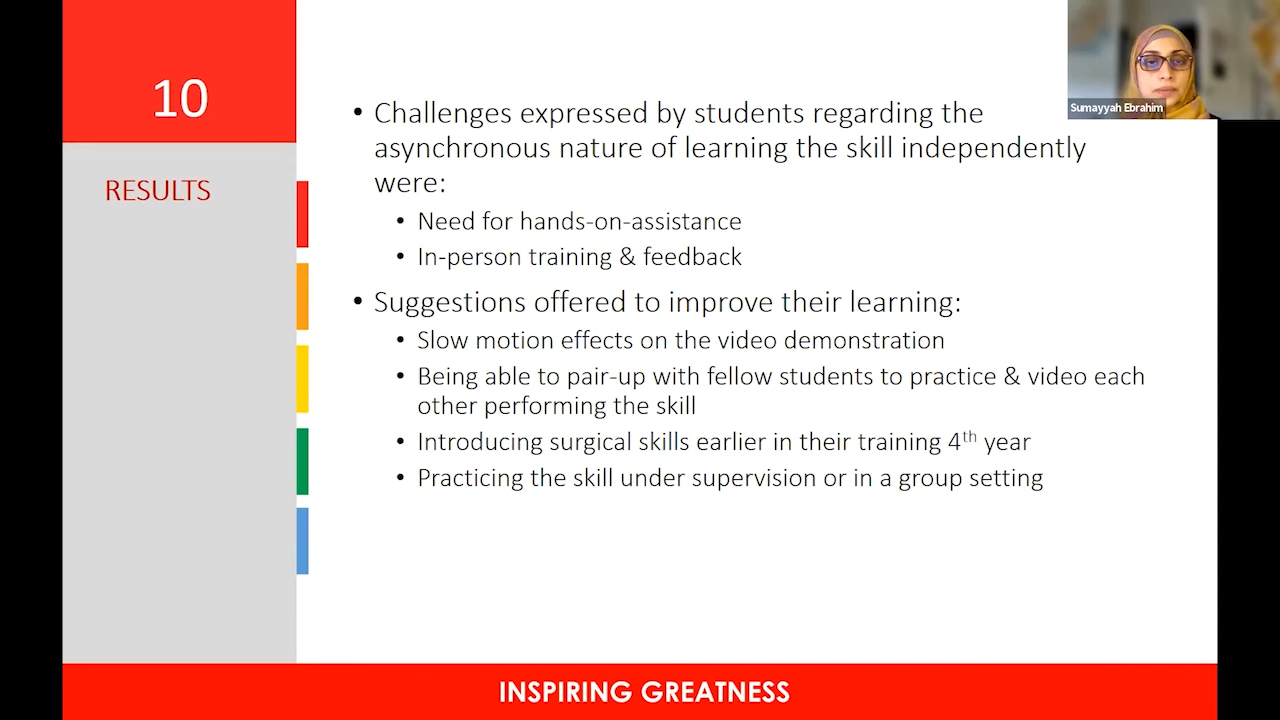 10
RESULTS
• Challenges expressed by students regarding the
asynchronous nature of learning the skill independently
were:
• Need for hands-on-assistance
• In-person training & feedback
• Suggestions offered to improve their learning:
• Slow motion effects on the video demonstration
• Being able to pair-up with fellow students to practice & video each
other performing the skill
• Introducing surgical skills earlier in their training 4th year
• Practicing the skill under supervision or in a group setting
Sumayyah Ebrahim
INSPIRING GREATNESS